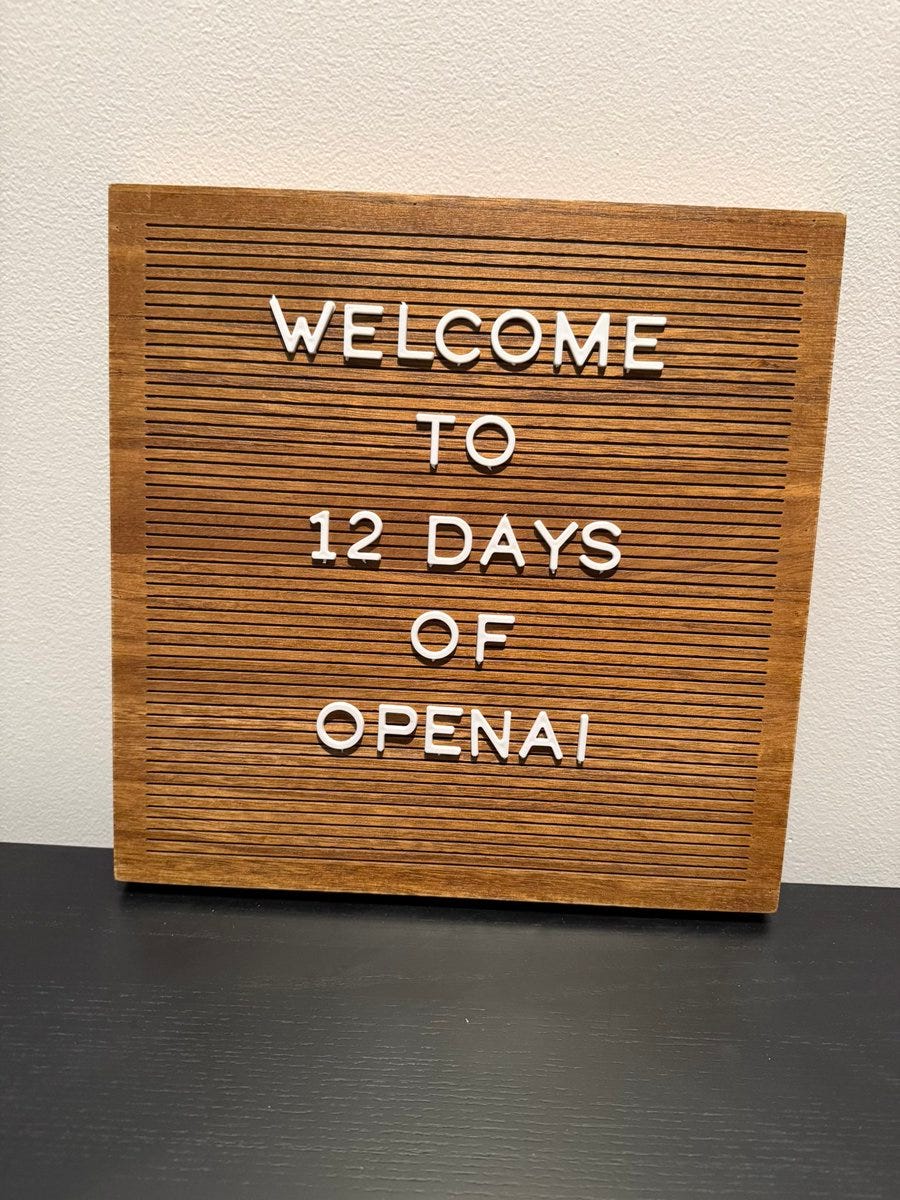 WELCOME
TO
12 DAYS
OF
OPENAI